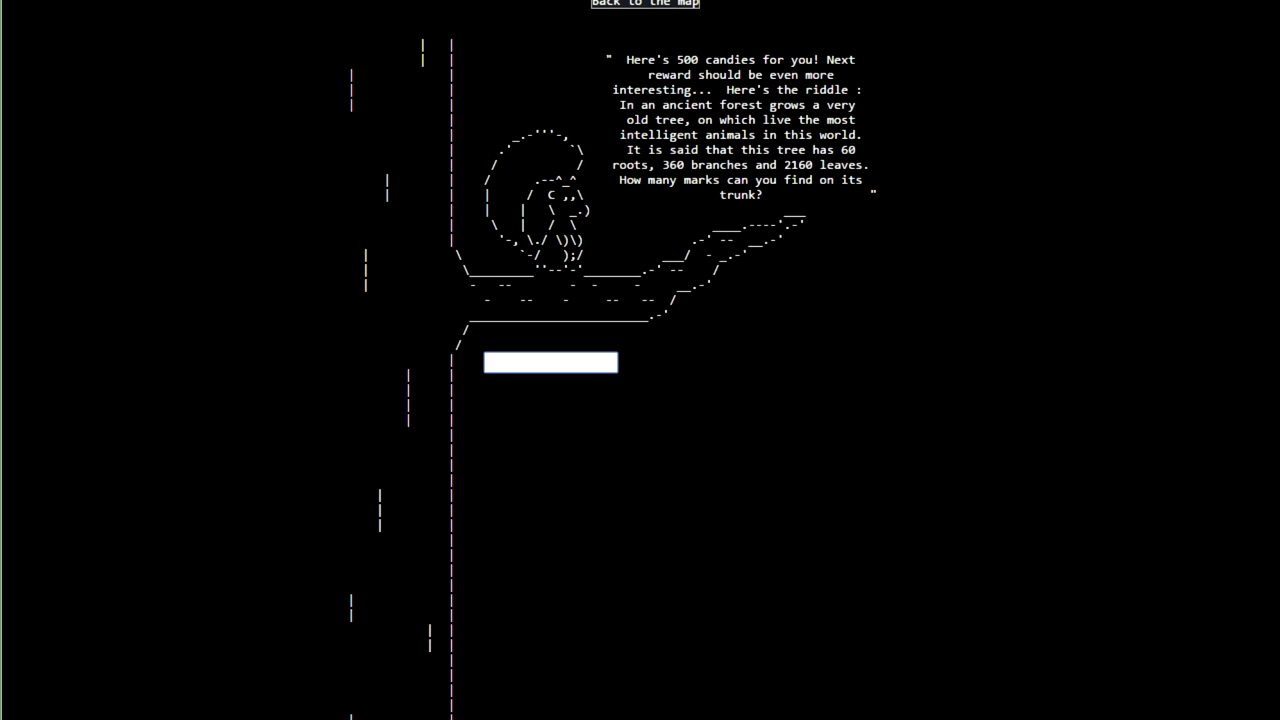 Back to the map
" Here's 500 candies for you! Next
reward should be even more
interesting... Here's the riddle :
In an ancient forest grows a very
old tree, on which live the most
intelligent animals in this world.
It is said that this tree has 60
roots, 360 branches and 2160 leaves.
How many marks can you find on its
trunk? "